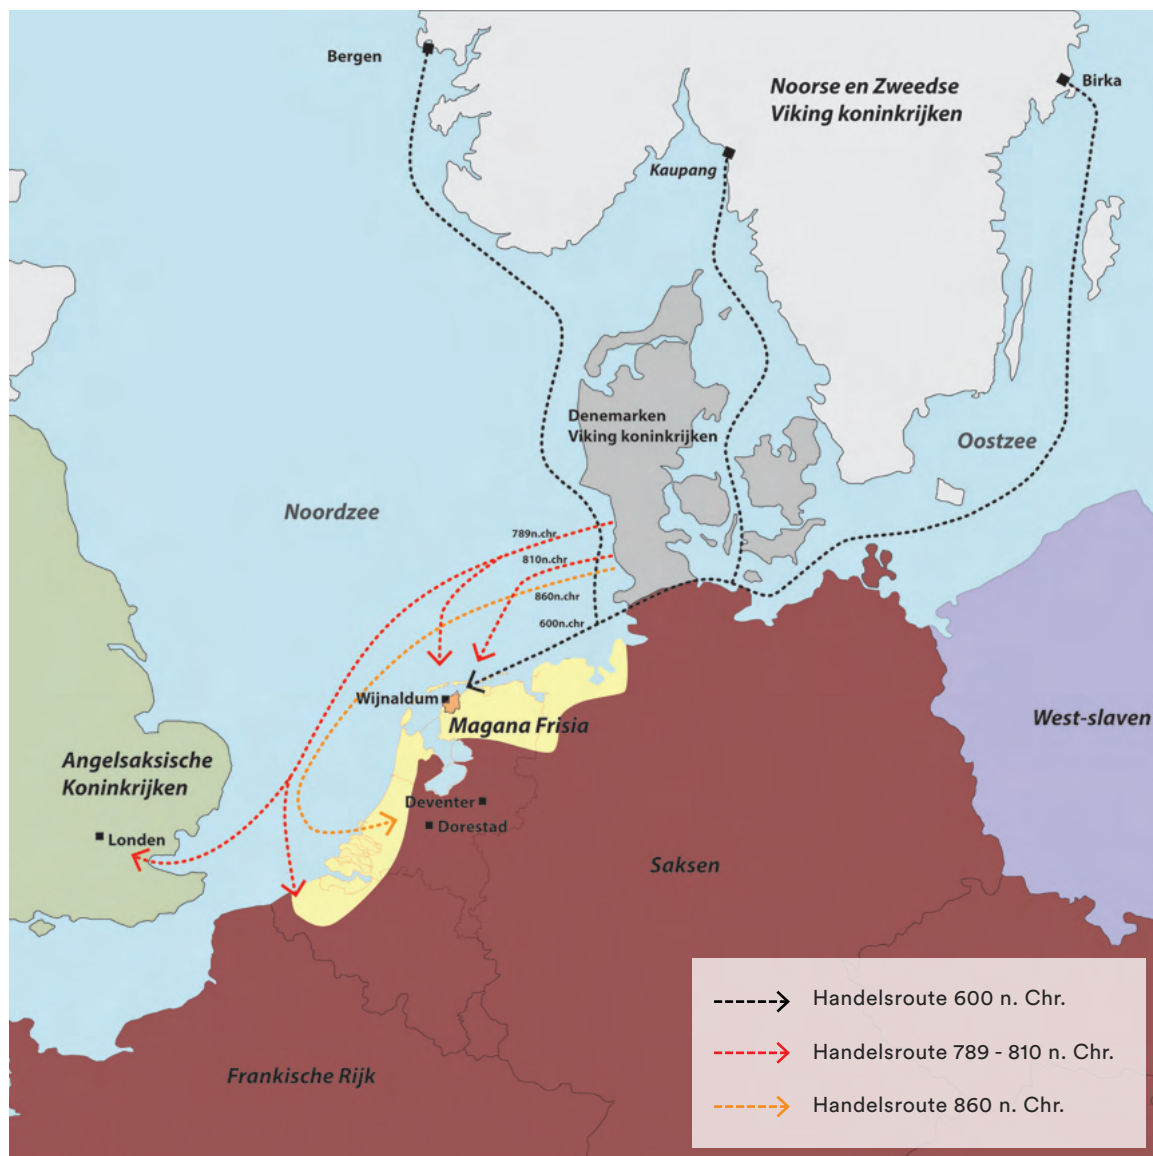 Bergen
Noorse en Zweedse
Viking koninkrijken
Birka
Kaupang
Denemarken
Viking koninkrijken
Oostzee
Noordzee
789n.chr
810n.chr
860n.chr
600n.chr
Wijnaldum
Magana Frisia
West-slaven
Angelsaksische
Koninkrijken
Deventer
Dorestad
Londen
Saksen
Frankische Rijk
Handelsroute 600 n. Chr.
Handelsroute 789 - 810 n. Chr.
Handelsroute 860 n. Chr.